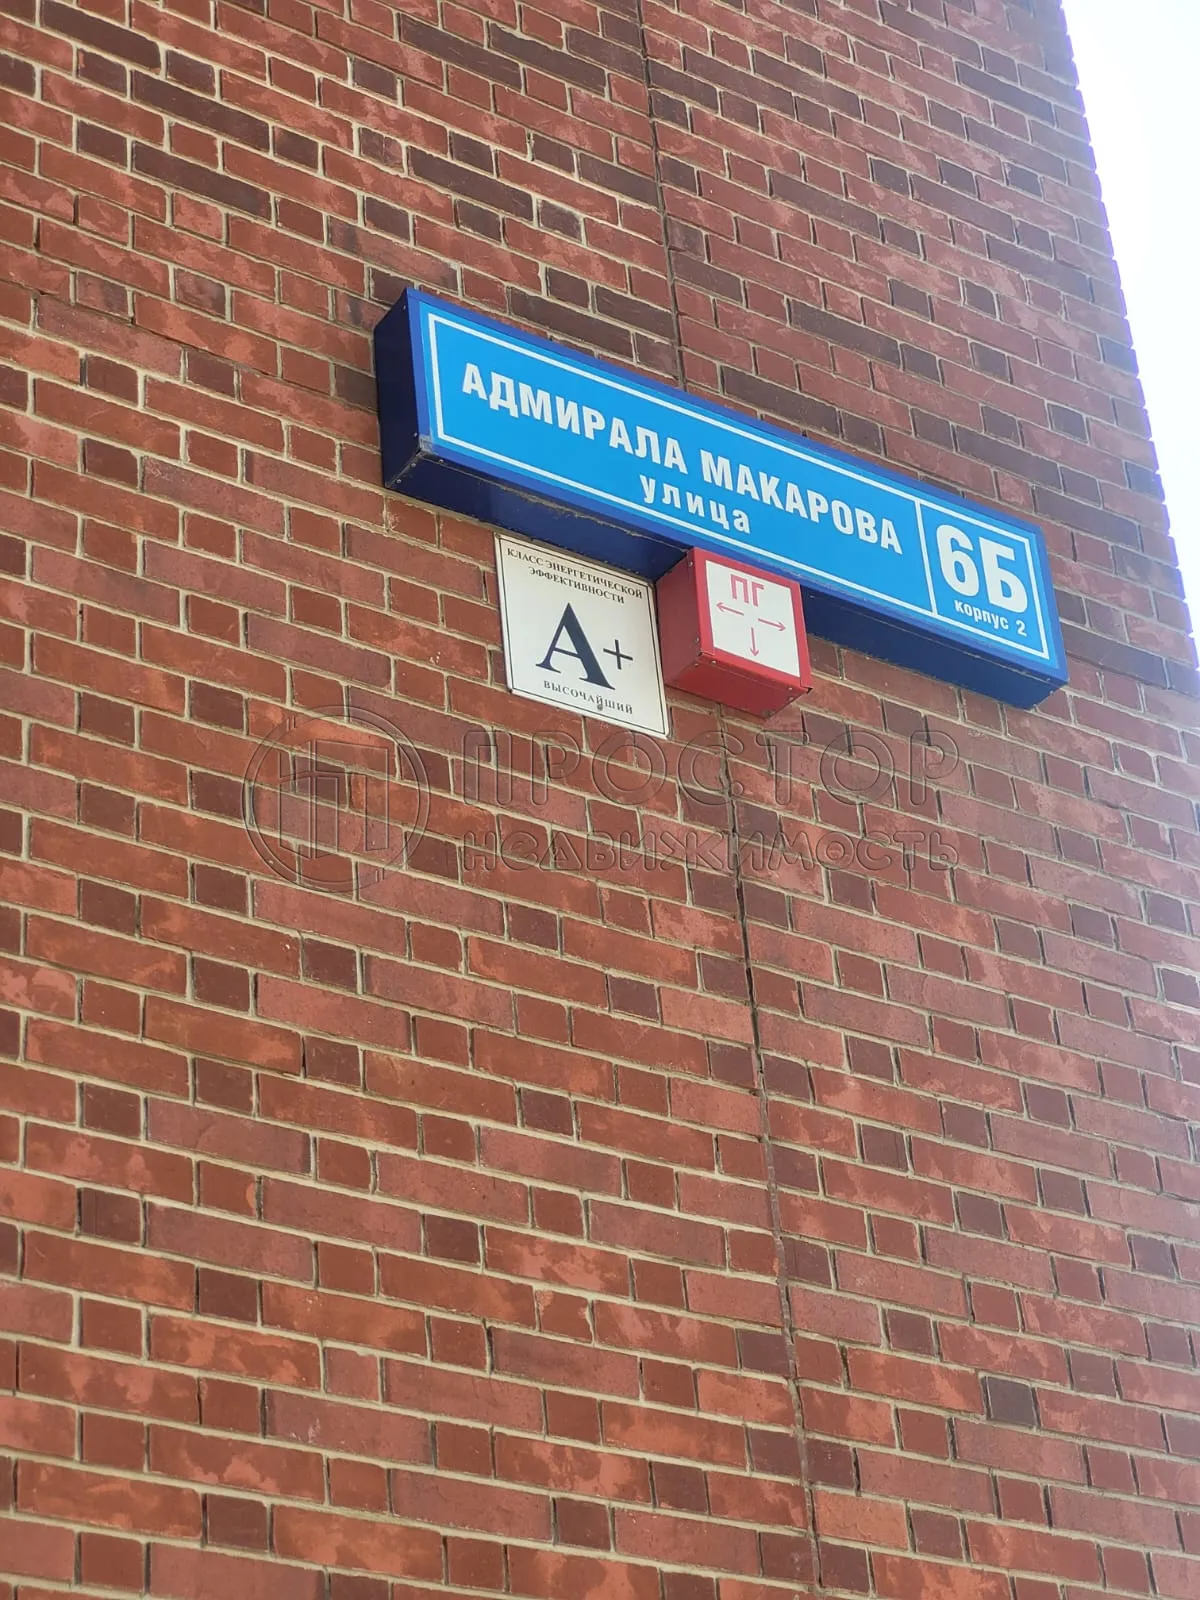 АДМИРАЛА МАКАРОВА
улица
6Б
корпус 2
КЛАСС ЭНЕРГЕТИЧЕСКОЙ
ЭФФЕКТИВНОСТИ
А+
ВЫСОЧАЙШИЙ
ПГ
ПРОСТОР
НЕДВИЖИМОСТЬ